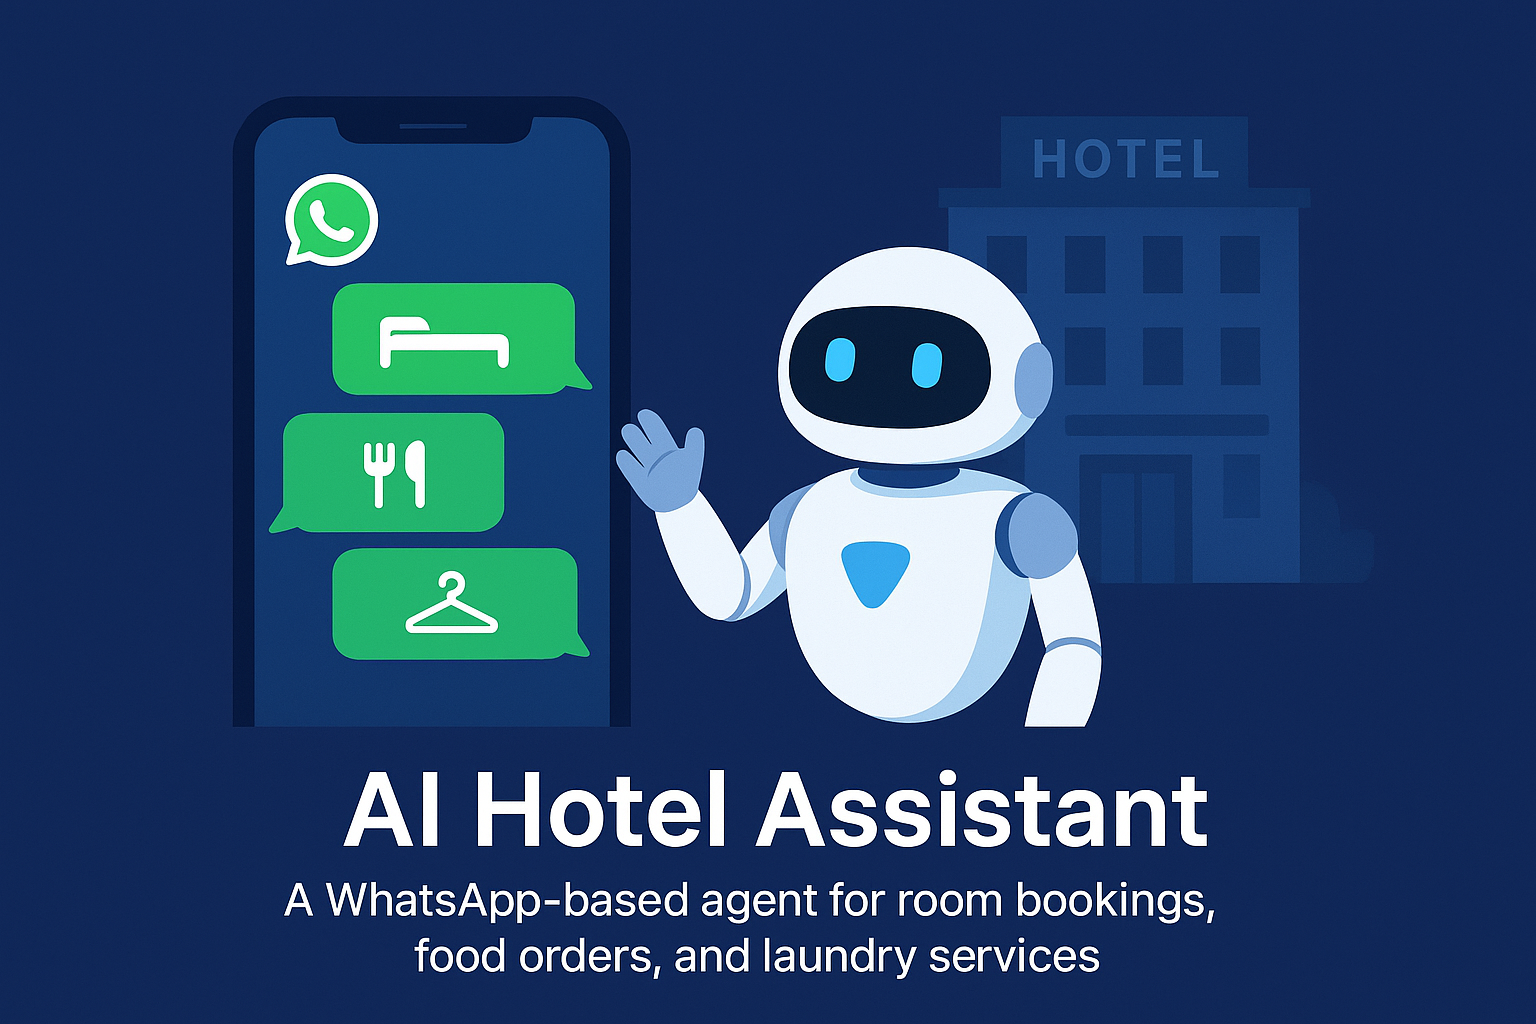 HOTEL
AI Hotel Assistant
A WhatsApp-based agent for room bookings,
food orders, and laundry services